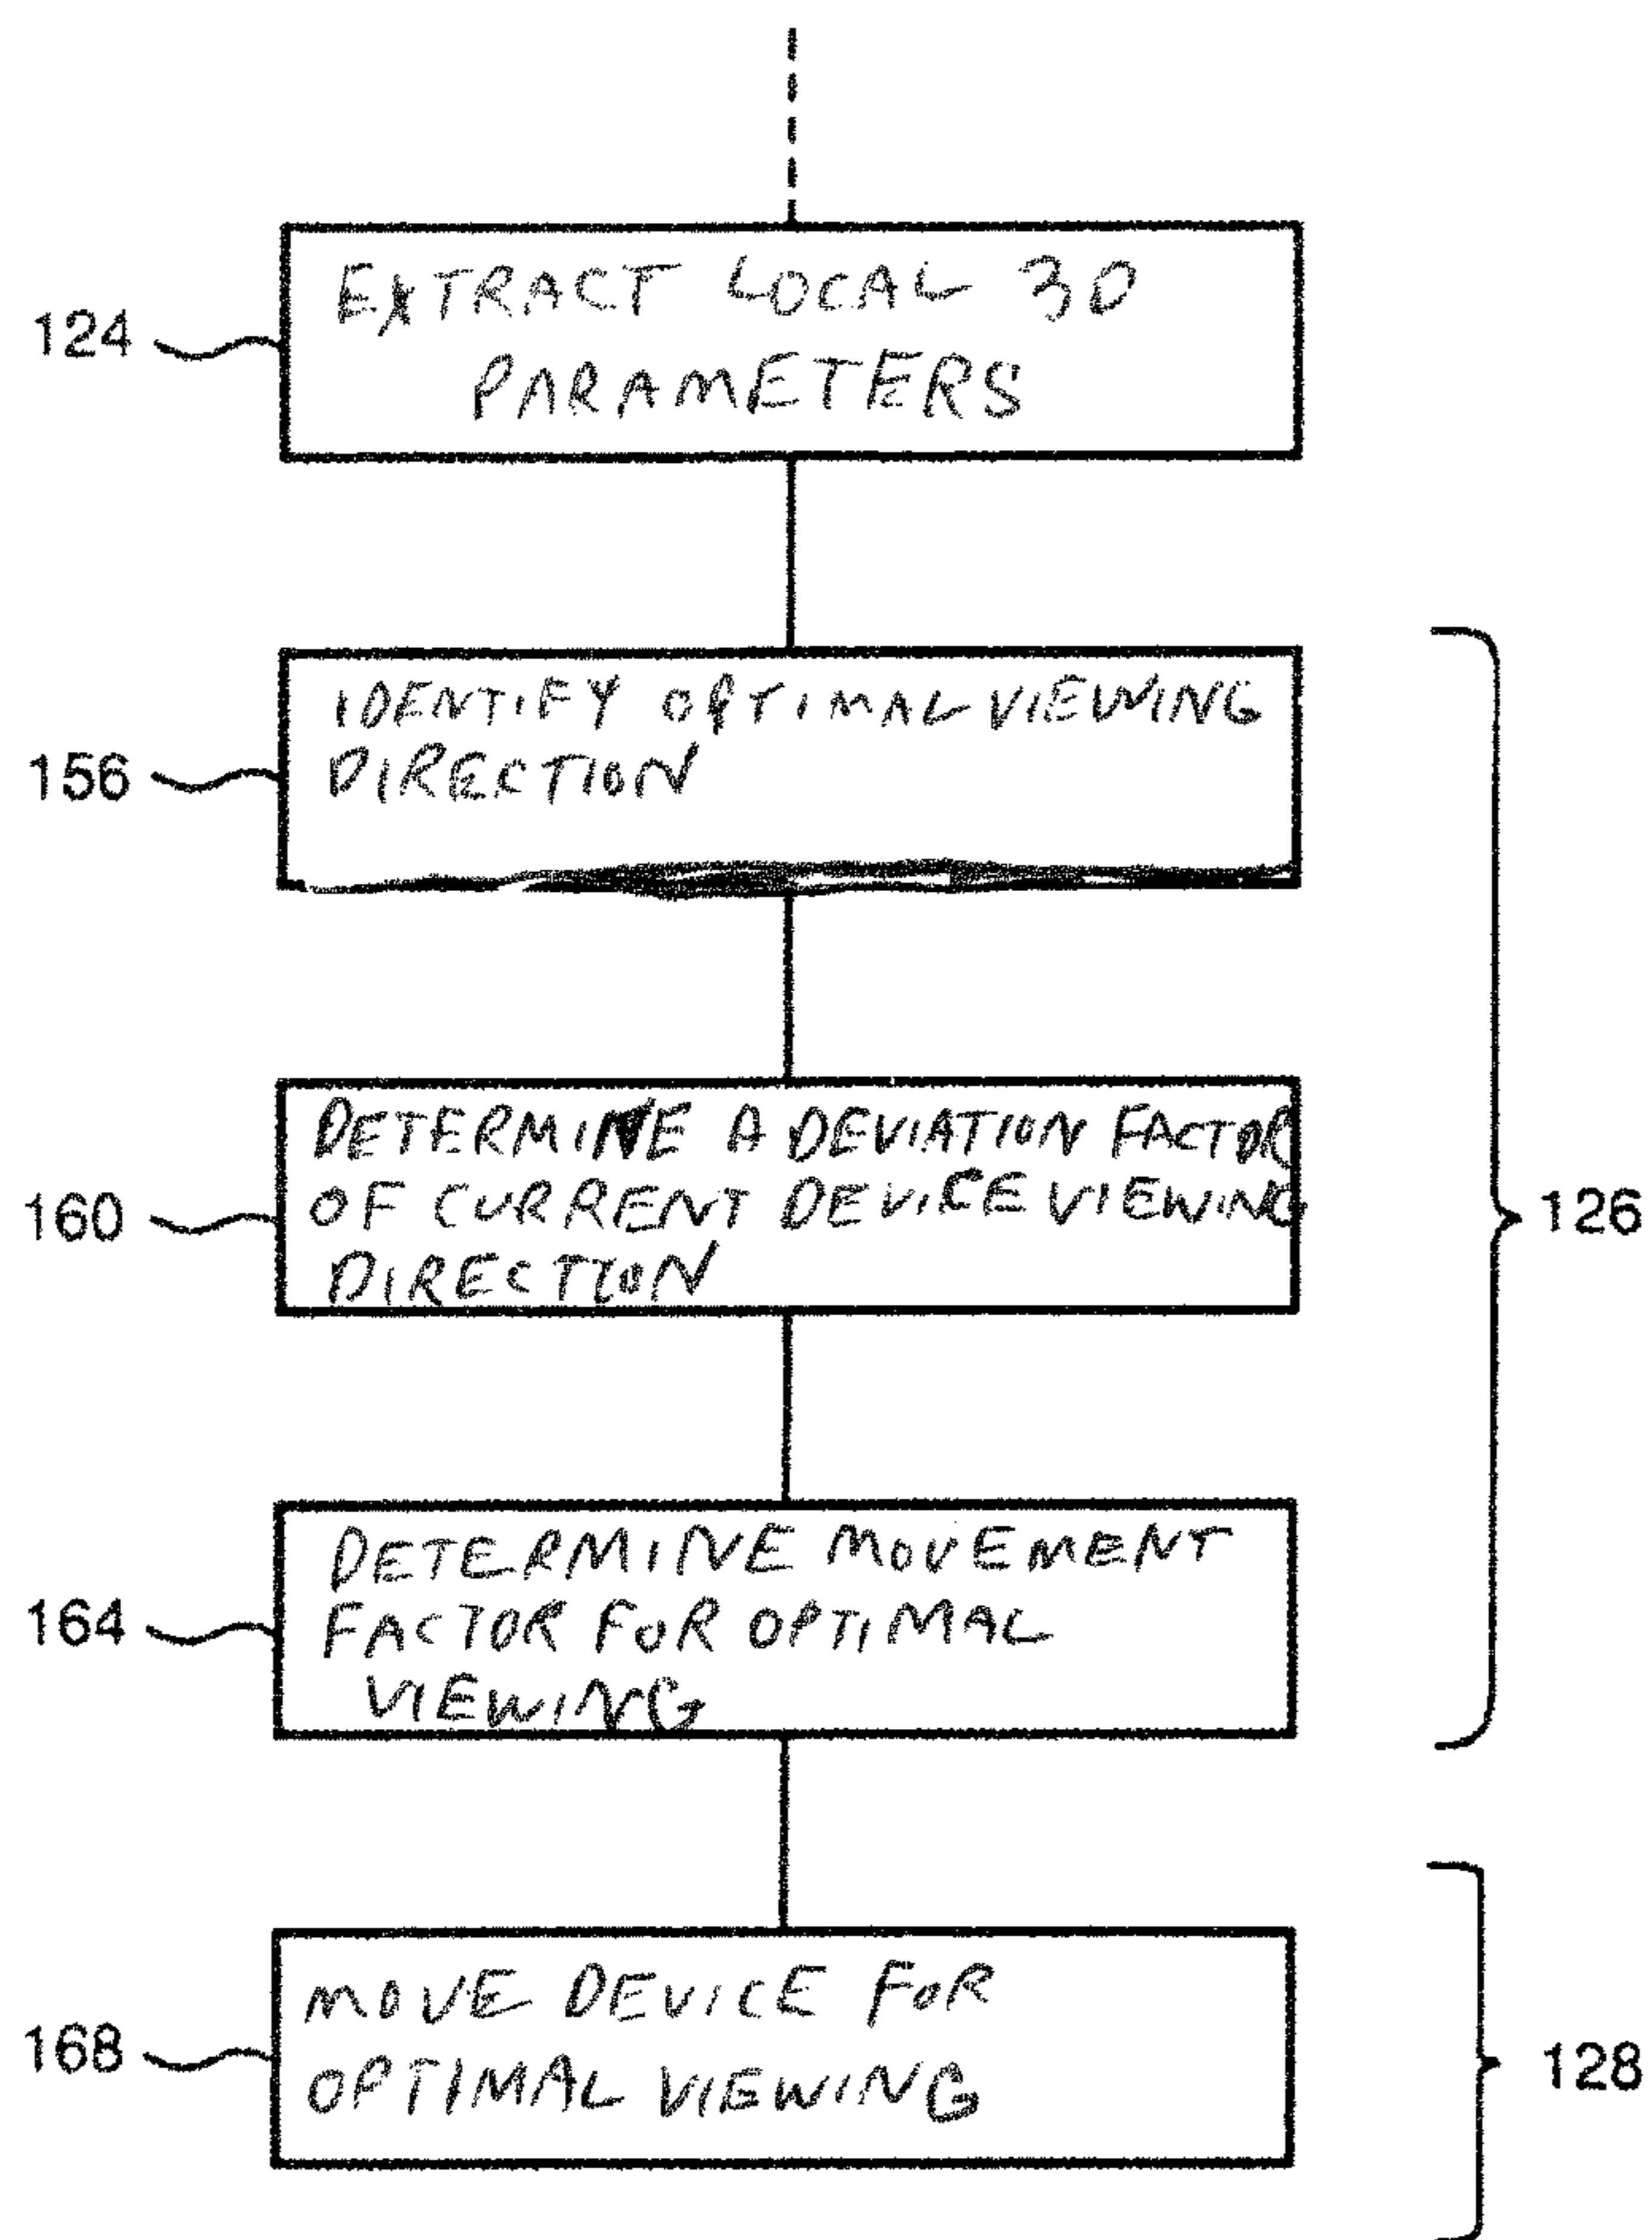 124
EXTRACT LOCAL 3D
PARAMETERS
156
IDENTIFY OPTIMAL VIEWING
DIRECTION
160
DETERMINE A DEVIATION FACTOR
OF CURRENT DEVICE VIEWING
DIRECTION
126
164
DETERMINE MOVEMENT
FACTOR FOR OPTIMAL
VIEWING
168
MOVE DEVICE FOR
OPTIMAL VIEWING
128